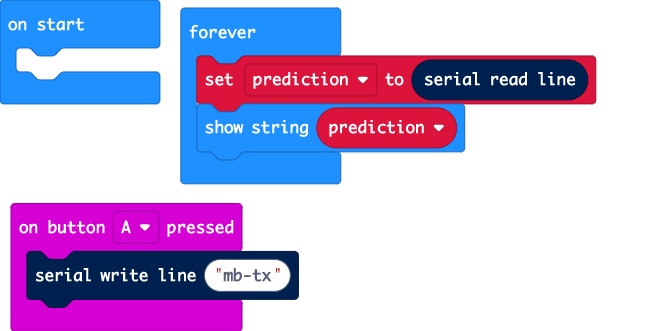 on start
forever
set prediction to serial read line
show string prediction
on button A pressed
serial write line "mb-tx"